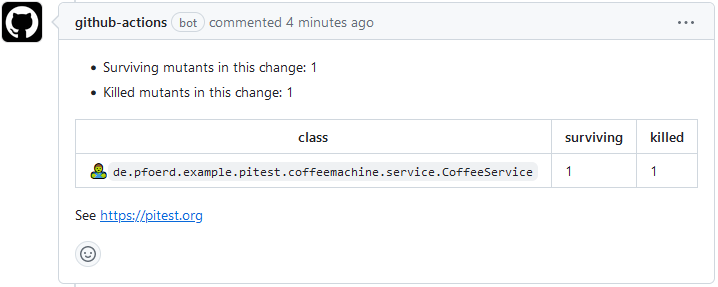 github-actions bot commented 4 minutes ago
Surviving mutants in this change: 1
Killed mutants in this change: 1
class surviving killed
de.pfoerd.example.pitest.coffeemachine.service.CoffeeService 1 1
See https://pitest.org